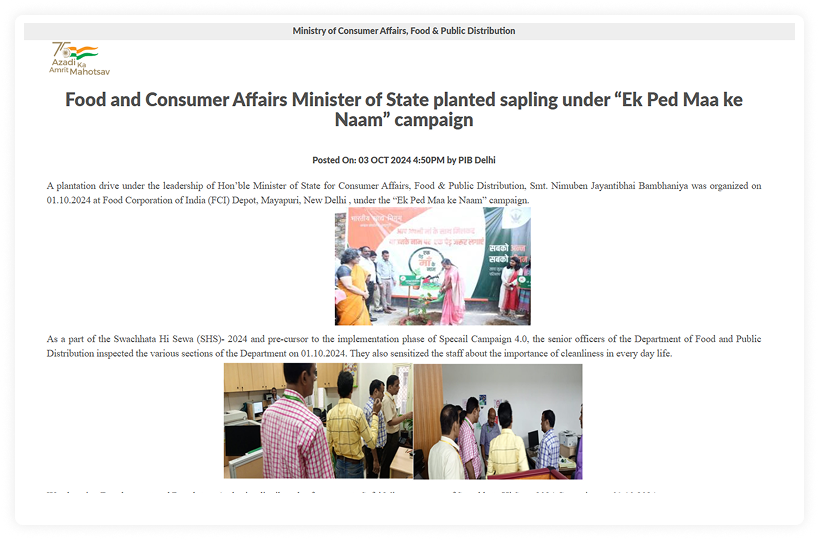 Ministry of Consumer Affairs, Food & Public Distribution
75
Azadi Ka
Amrit Mahotsav
Food and Consumer Affairs Minister of State planted sapling under “Ek Ped Maa ke
Naam” campaign
Posted On: 03 OCT 2024 4:50PM by PIB Delhi
A plantation drive under the leadership of Hon’ble Minister of State for Consumer Affairs, Food & Public Distribution, Smt. Nimuben Jayantibhai Bambhaniya was organized on
01.10.2024 at Food Corporation of India (FCI) Depot, Mayapuri, New Delhi , under the “Ek Ped Maa ke Naam” campaign.
भारतीय खाद्य निगम
एक पेड़
माँ के
नाम
सबको अन्न
As a part of the Swachhata Hi Sewa (SHS)- 2024 and pre-cursor to the implementation phase of Specail Campaign 4.0, the senior officers of the Department of Food and Public
Distribution inspected the various sections of the Department on 01.10.2024. They also sensitized the staff about the importance of cleanliness in every day life.